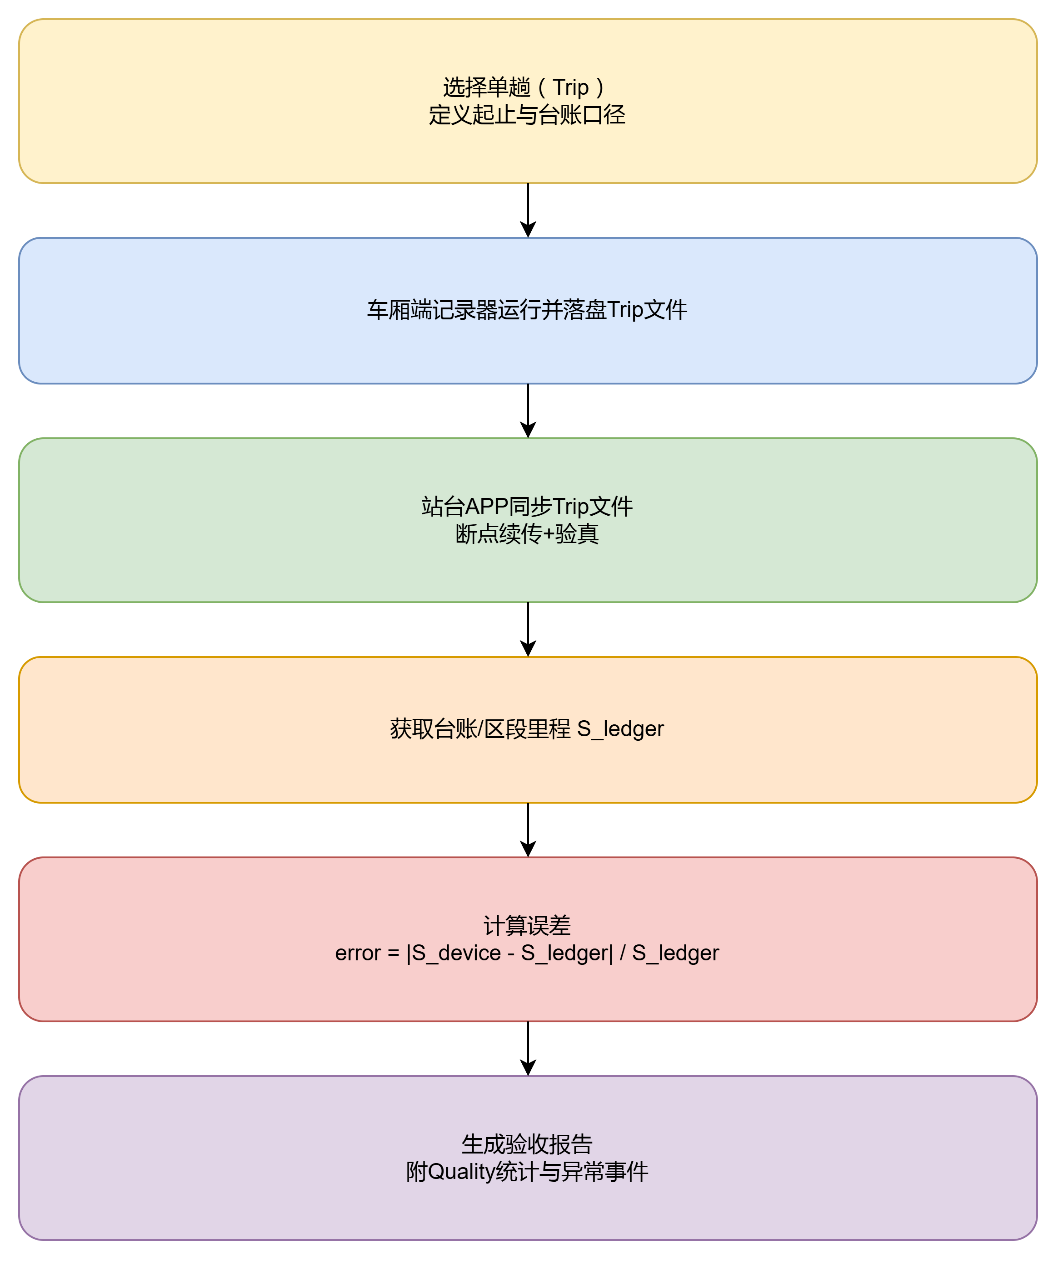 选择单趟（Trip）
定义起止与台账口径
车厢端记录器运行并落盘Trip文件
站台APP同步Trip文件
断点续传+验真
获取台账/区段里程 S_ledger
计算误差
error = |S_device - S_ledger| / S_ledger
生成验收报告
附Quality统计与异常事件